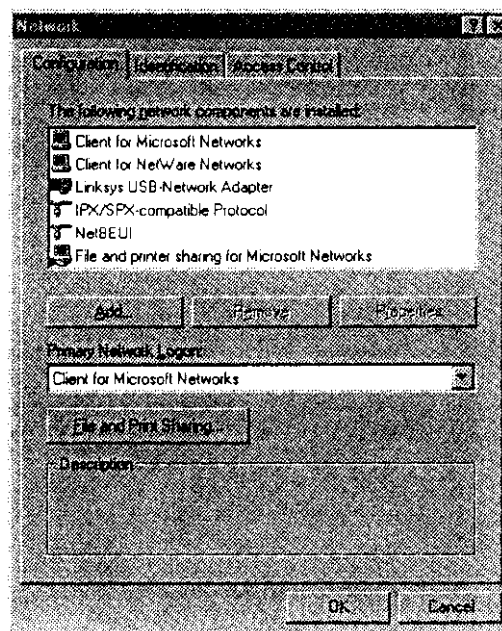 Network
Configuration Identification Access Control
The following network components are installed:
Client for Microsoft Networks
Client for NetWare Networks
Linksys USB-Network Adapter
IPX/SPX-compatible Protocol
NetBEUI
File and printer sharing for Microsoft Networks
Add... Remove Properties
Primary Network Logon:
Client for Microsoft Networks
File and Print Sharing...
Description
OK Cancel